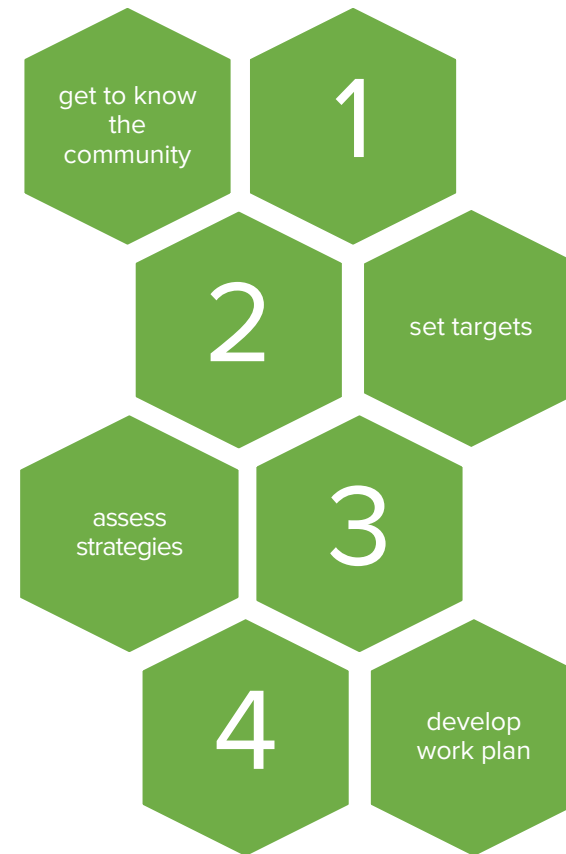 get to know
the
community
1
2
set targets
assess
strategies
3
4
develop
work plan